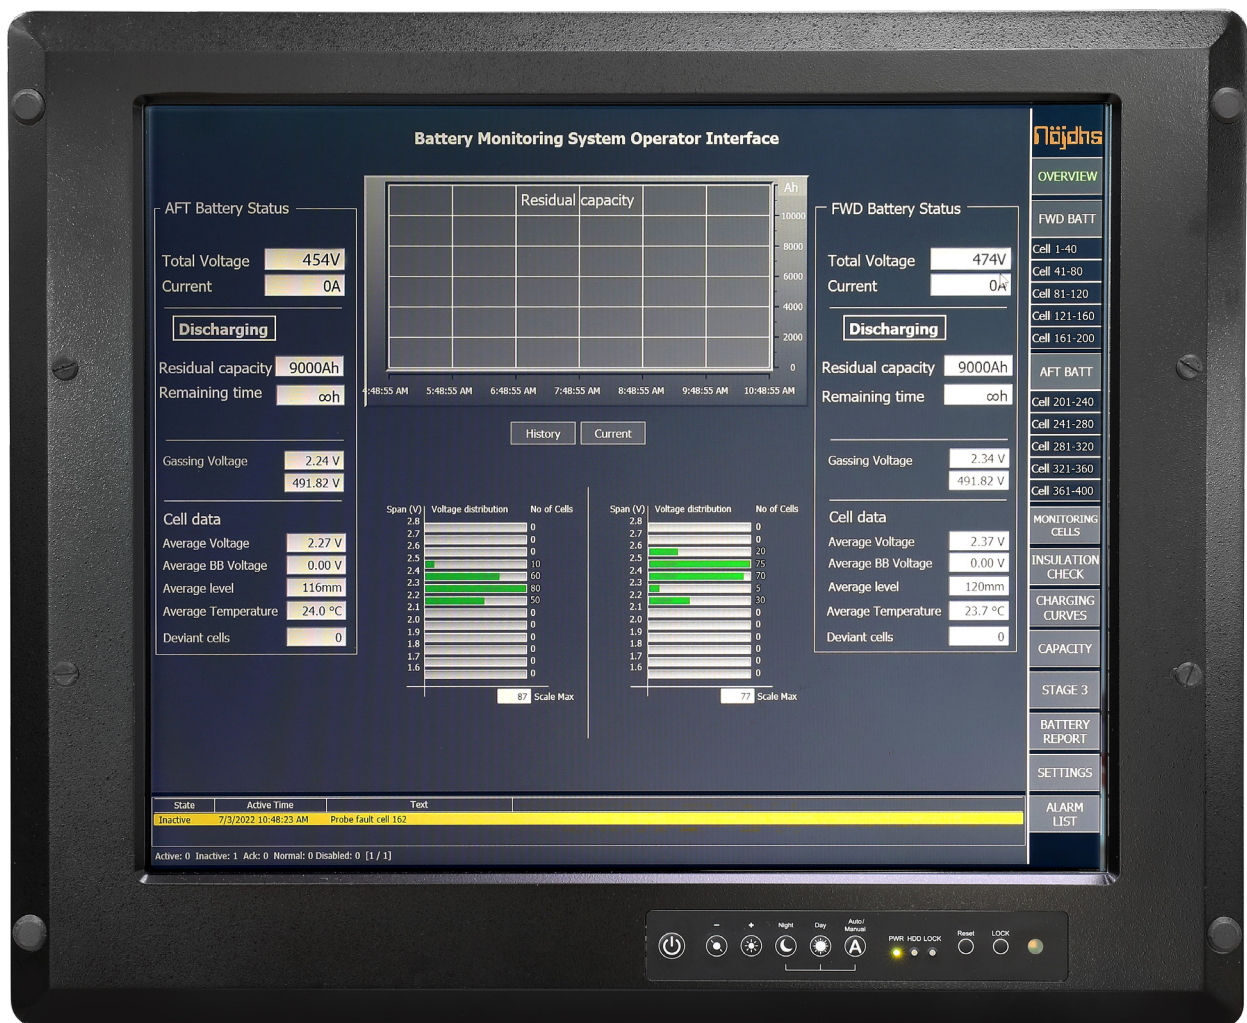 Battery Monitoring System Operator Interface
Nöjdhs
AFT Battery Status
Total Voltage 454V
Current 0A
Discharging
Residual capacity 9000Ah
Remaining time ∞h
Gassing Voltage 2.24 V
491.82 V
Cell data
Average Voltage 2.27 V
Average BB Voltage 0.00 V
Average level 116mm
Average Temperature 24.0 °C
Deviant cells 0
Residual capacity
Ah
10000
8000
6000
4000
2000
0
4:48:55 AM 5:48:55 AM 6:48:55 AM 7:48:55 AM 8:48:55 AM 9:48:55 AM 10:48:55 AM
History Current
Span (V) Voltage distribution No of Cells
2.8 0
2.7 0
2.6 0
2.5 10
2.4 60
2.3 80
2.2 50
2.1 0
2.0 0
1.9 0
1.8 0
1.7 0
1.6 0
87 Scale Max
Span (V) Voltage distribution No of Cells
2.8 0
2.7 0
2.6 20
2.5 75
2.4 70
2.3 5
2.2 30
2.1 0
2.0 0
1.9 0
1.8 0
1.7 0
1.6 0
77 Scale Max
FWD Battery Status
Total Voltage 474V
Current 0A
Discharging
Residual capacity 9000Ah
Remaining time ∞h
Gassing Voltage 2.34 V
491.82 V
Cell data
Average Voltage 2.37 V
Average BB Voltage 0.00 V
Average level 120mm
Average Temperature 23.7 °C
Deviant cells 0
OVERVIEW
FWD BATT
Cell 1-40
Cell 41-80
Cell 81-120
Cell 121-160
Cell 161-200
AFT BATT
Cell 201-240
Cell 241-280
Cell 281-320
Cell 321-360
Cell 361-400
MONITORING
CELLS
INSULATION
CHECK
CHARGING
CURVES
CAPACITY
STAGE 3
BATTERY
REPORT
SETTINGS
ALARM
LIST
State Active Time Text
Inactive 7/3/2022 10:48:23 AM Probe fault cell 162
Active: 0 Inactive: 1 Ack: 0 Normal: 0 Disabled: 0 [1 / 1]
− + Night Day Auto/
Manual
A
PWR HDD LOCK Reset LOCK